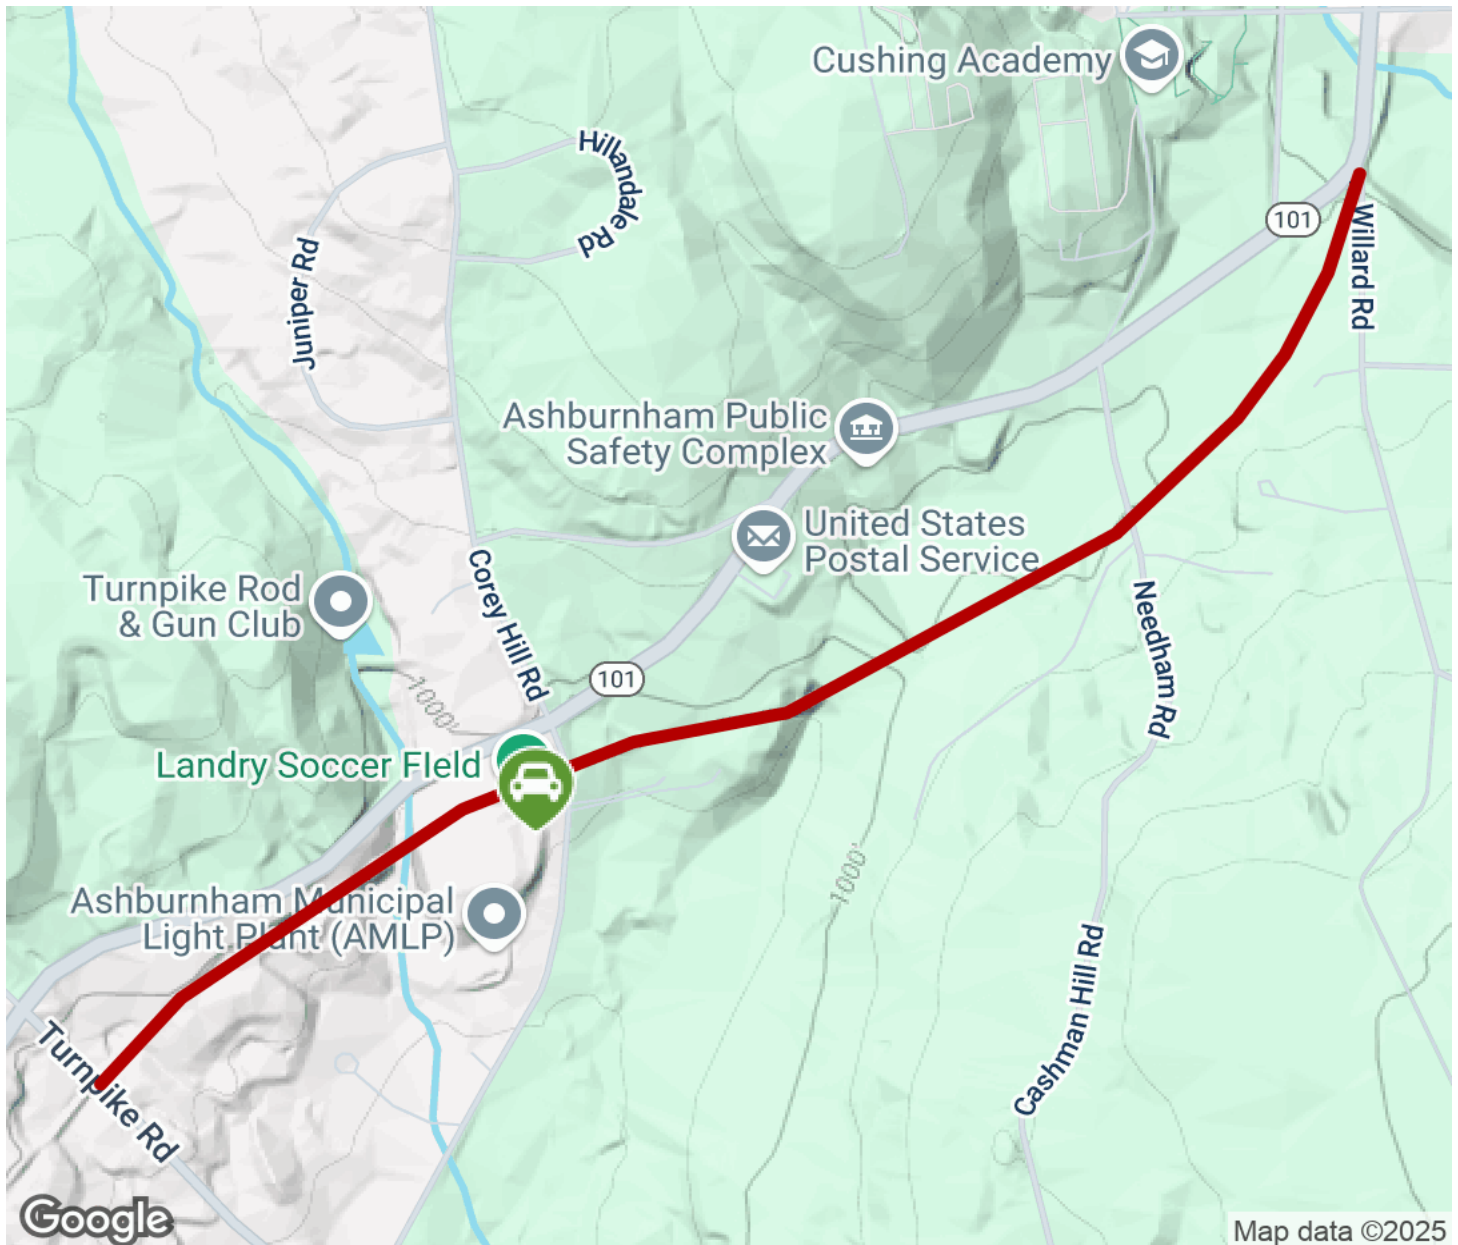 Cushing Academy
Hillandale Rd
101
Willard Rd
Juniper Rd
Ashburnham Public
Safety Complex
United States
Postal Service
Corey Hill Rd
Turnpike Rod
& Gun Club
Needham Rd
101
1000'
Landry Soccer FIeld
1000'
Ashburnham Municipal
Light Plant (AMLP)
Cashman Hill Rd
Turnpike Rd
Google
Map data ©2025